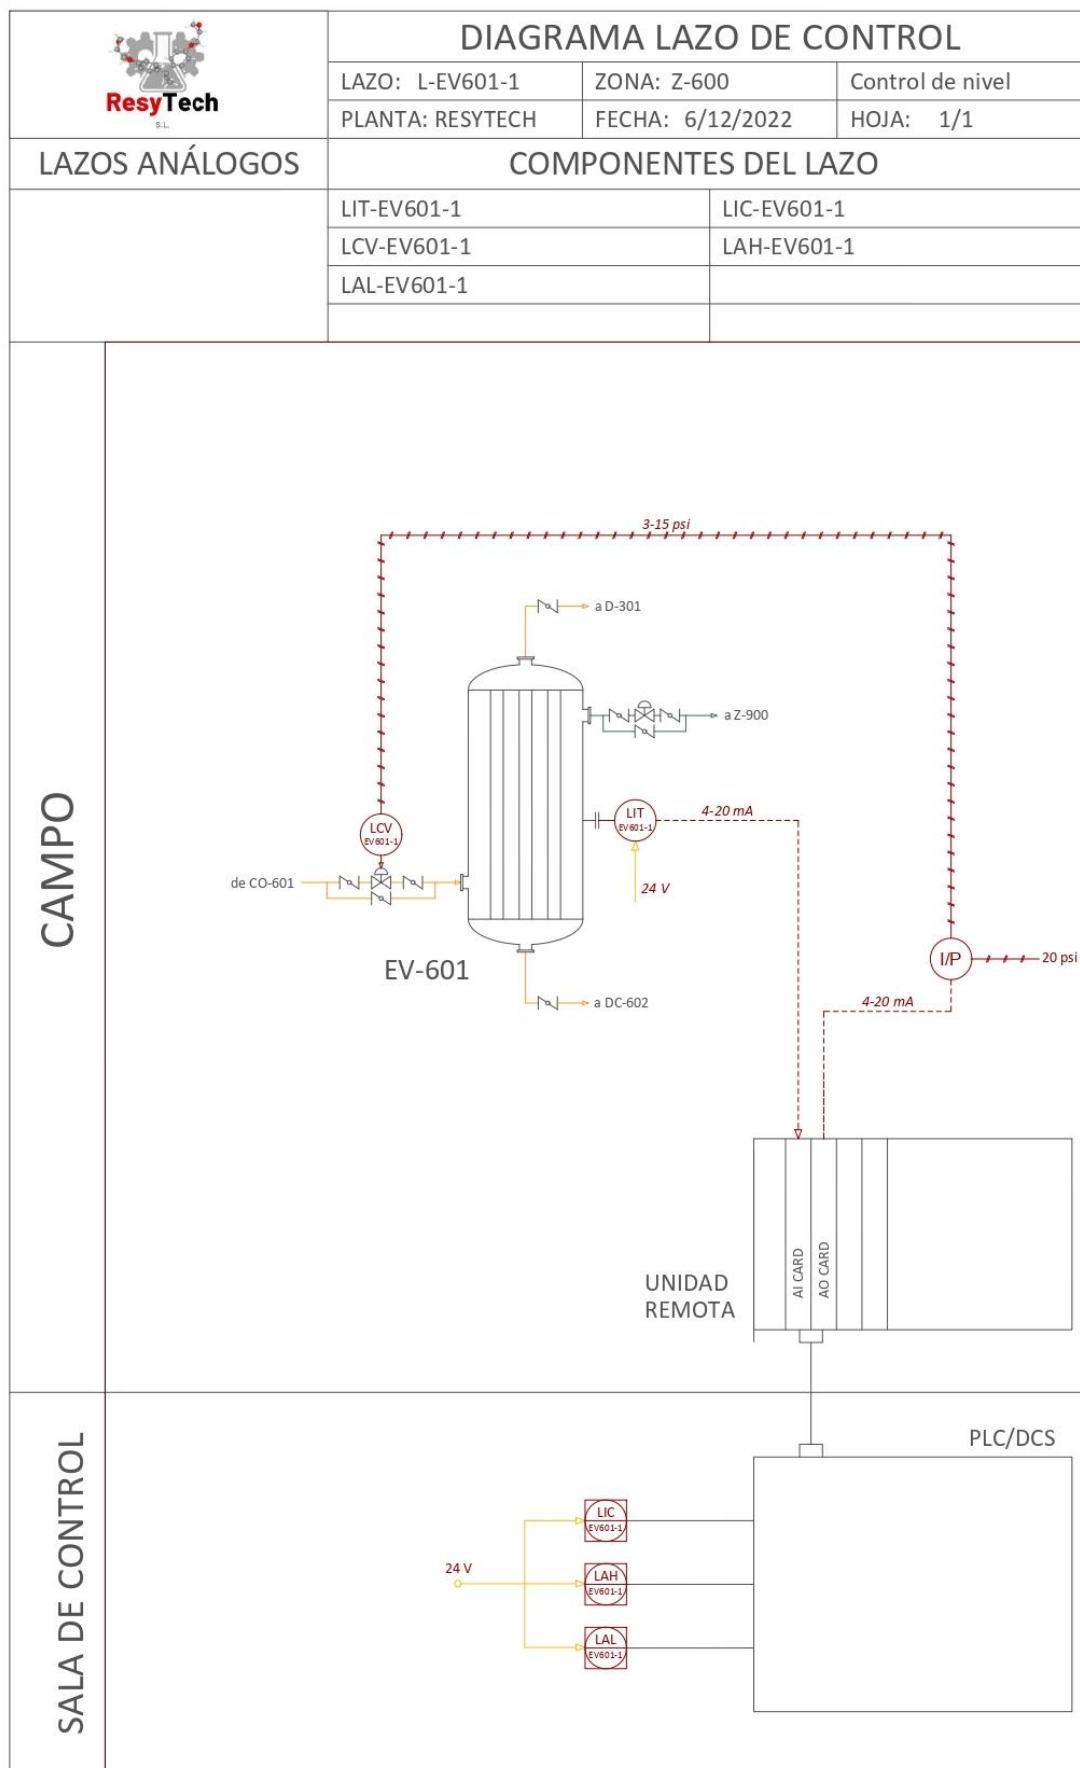 DIAGRAMA LAZO DE CONTROL
ResyTech
S.L.
LAZO: L-EV601-1
ZONA: Z-600
Control de nivel
PLANTA: RESYTECH
FECHA: 6/12/2022
HOJA: 1/1
LAZOS ANÁLOGOS
COMPONENTES DEL LAZO
LIT-EV601-1
LIC-EV601-1
LCV-EV601-1
LAH-EV601-1
LAL-EV601-1
CAMPO
3-15 psi
a D-301
a Z-900
LIT
EV601-1
4-20 mA
LCV
EV601-1
de CO-601
24 V
EV-601
I/P
20 psi
a DC-602
4-20 mA
UNIDAD
REMOTA
AI CARD
AO CARD
SALA DE CONTROL
PLC/DCS
LIC
EV601-1
24 V
LAH
EV601-1
LAL
EV601-1